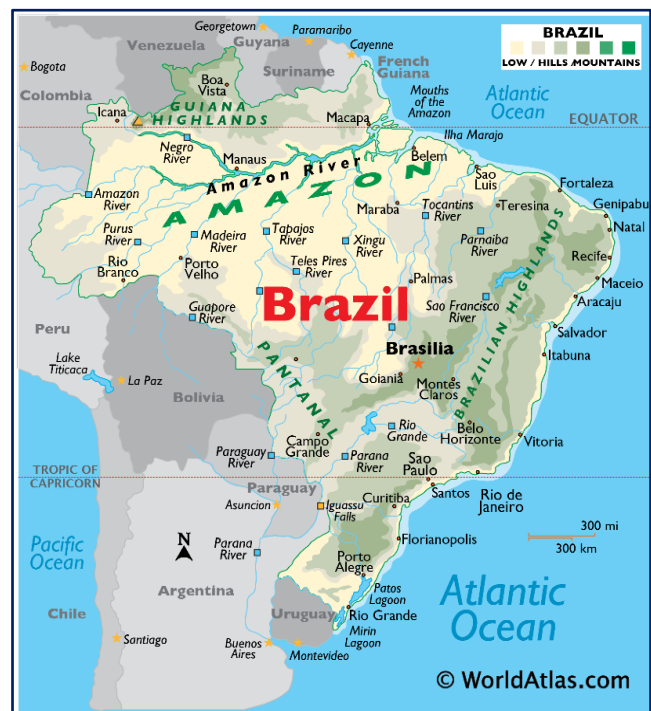 BRAZIL
LOW / HILLS /MOUNTAINS
Georgetown
Paramaribo
Venezuela
Guyana
Cayenne
Bogota
Suriname
French
Guiana
Colombia
Boa
Vista
Mouths
of the
Amazon
Atlantic
Ocean
Icana
GUIANA
HIGHLANDS
Macapa
EQUATOR
Ilha Marajo
Negro
River
Manaus
Belem
Amazon River
Sao
Luis
AMAZON
Fortaleza
Amazon
River
Maraba
Tocantins
River
Teresina
Genipabu
Natal
Purus
River
Madeira
River
Tapajos
River
Xingu
River
Parnaiba
River
Recife
Rio
Branco
Porto
Velho
Teles Pires
River
Palmas
Maceio
Aracaju
Guapore
River
Brazil
Sao Francisco
River
BRAZILIAN HIGHLANDS
Salvador
Peru
Brasilia
Itabuna
Lake
Titicaca
La Paz
PANTANAL
Goiania
Montes
Claros
Bolivia
Campo
Grande
Rio
Grande
Belo
Horizonte
Vitoria
Paraguay
River
Parana
River
Sao
Paulo
TROPIC OF
CAPRICORN
Paraguay
Santos
Rio de
Janeiro
Asuncion
Iguassu
Falls
Curitiba
N
300 mi
300 km
Pacific
Ocean
Parana
River
Florianopolis
Porto
Alegre
Argentina
Patos
Lagoon
Atlantic
Ocean
Chile
Uruguay
Rio Grande
Mirin
Lagoon
Santiago
Buenos
Aires
Montevideo
© WorldAtlas.com